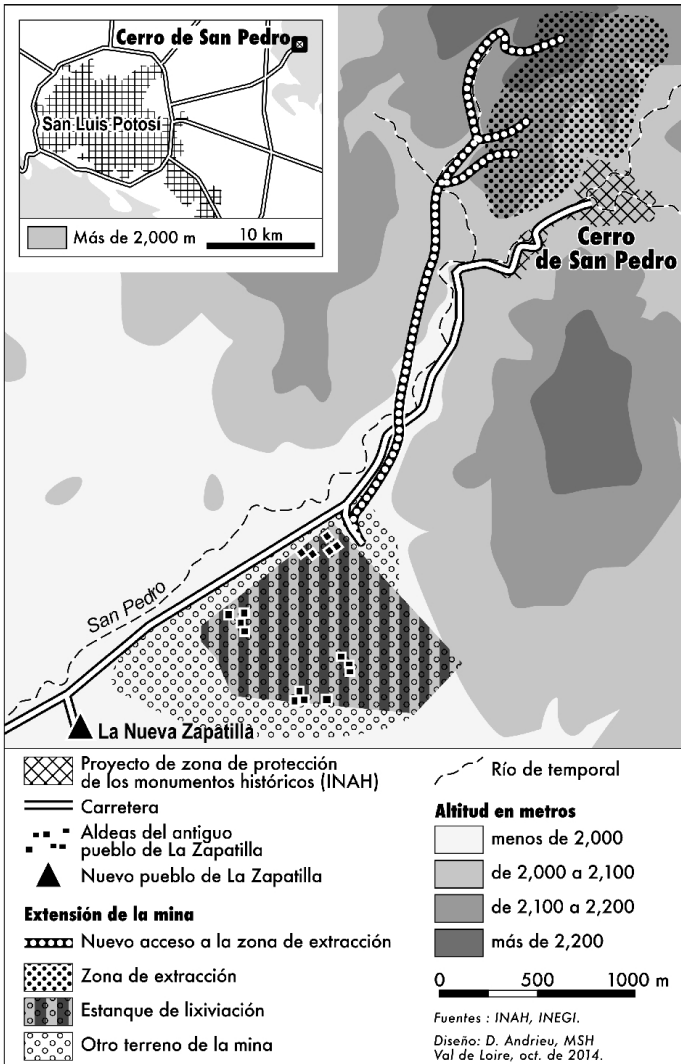 Cerro de San Pedro
San Luis Potosí
Más de 2,000 m
10 km
Cerro
de San Pedro
San Pedro
La Nueva Zapatilla
Proyecto de zona de protección
de los monumentos históricos (INAH)
Carretera
Aldeas del antiguo
pueblo de La Zapatilla
Nuevo pueblo de La Zapatilla
Extensión de la mina
Nuevo acceso a la zona de extracción
Zona de extracción
Estanque de lixiviación
Otro terreno de la mina
Río de temporal
Altitud en metros
menos de 2,000
de 2,000 a 2,100
de 2,100 a 2,200
más de 2,200
0 500 1000 m
Fuentes : INAH, INEGI.
Diseño: D. Andrieu, MSH
Val de Loire, oct. de 2014.